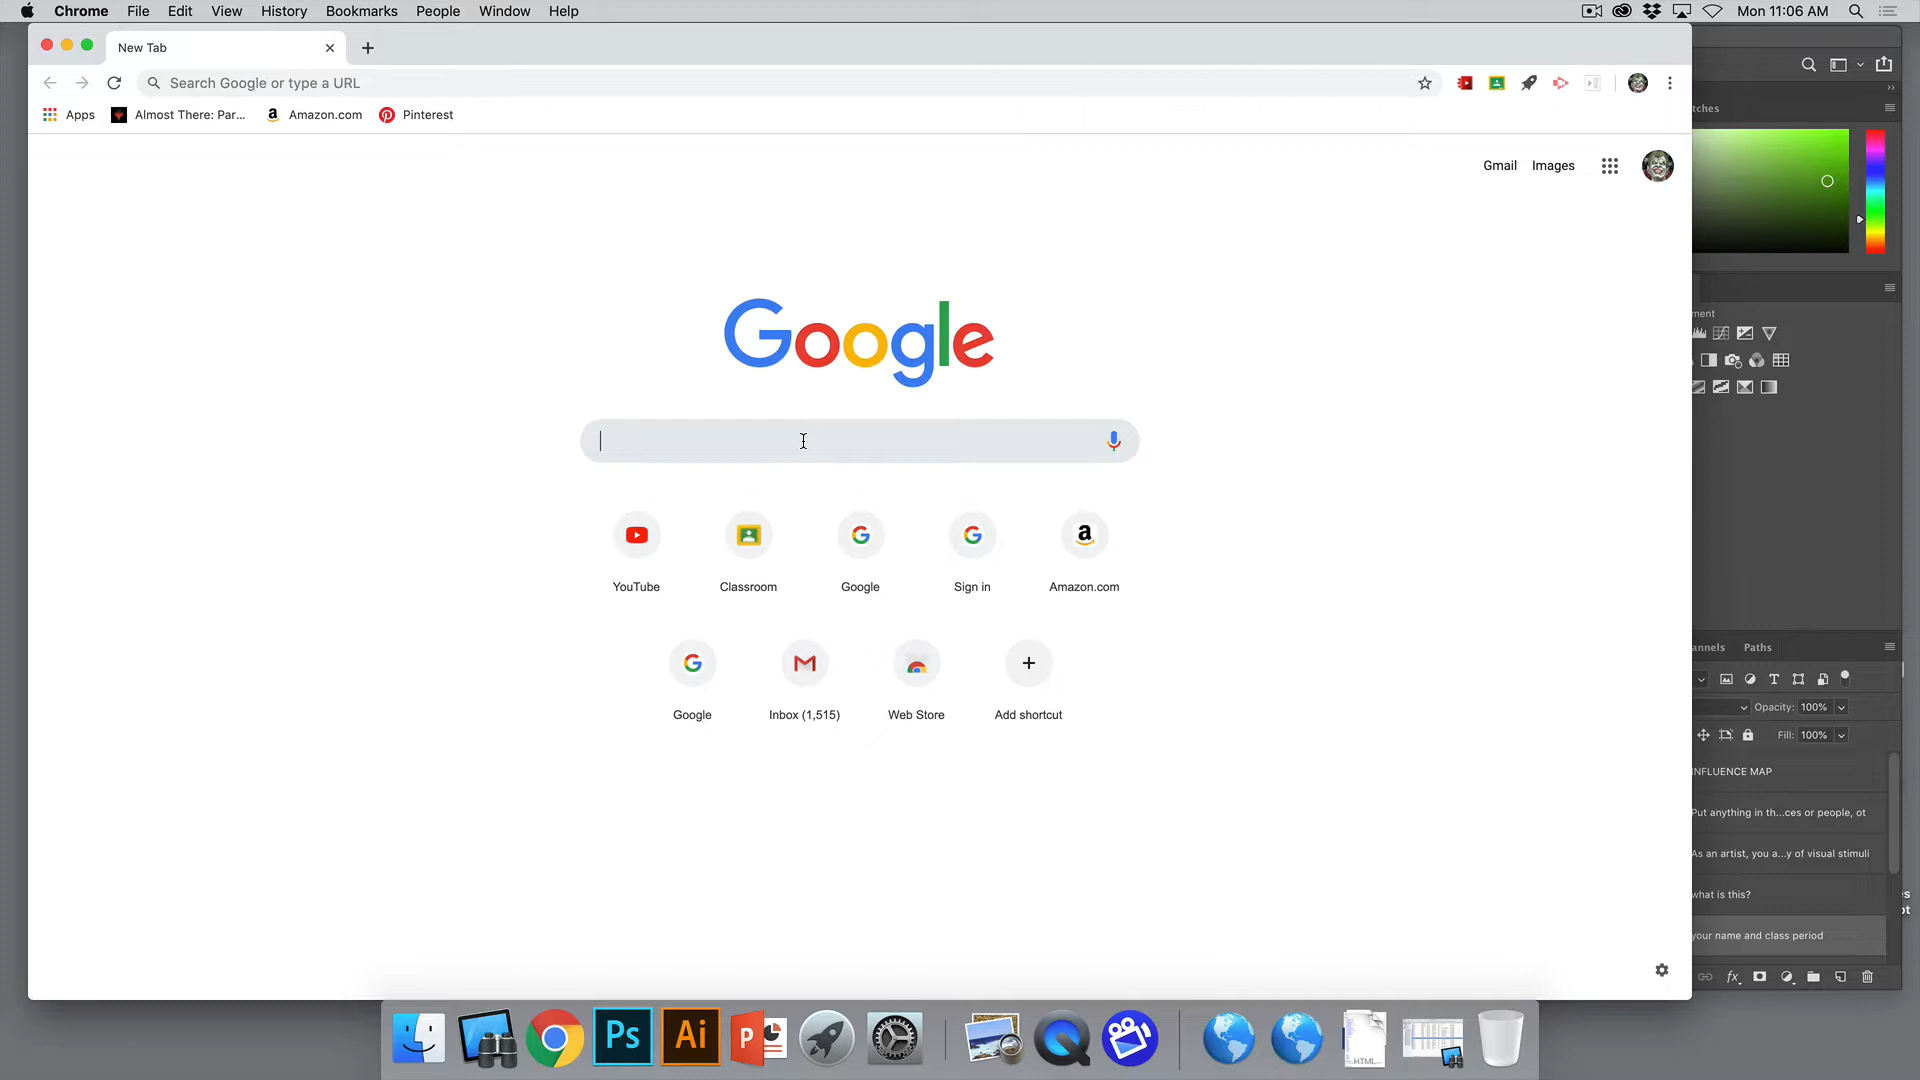 Chrome File Edit View History Bookmarks People Window Help Mon 11:06 AM
New Tab
Search Google or type a URL
Apps Almost There: Par... Amazon.com Pinterest
tches
Gmail Images
ment
Google
YouTube Classroom Google Sign in Amazon.com
Google Inbox (1,515) Web Store Add shortcut
annels Paths
Opacity: 100%
Fill: 100%
INFLUENCE MAP
Put anything in th...ces or people, ot
As an artist, you a...y of visual stimuli
what is this?
your name and class period
fx
Ps Ai P
HTML